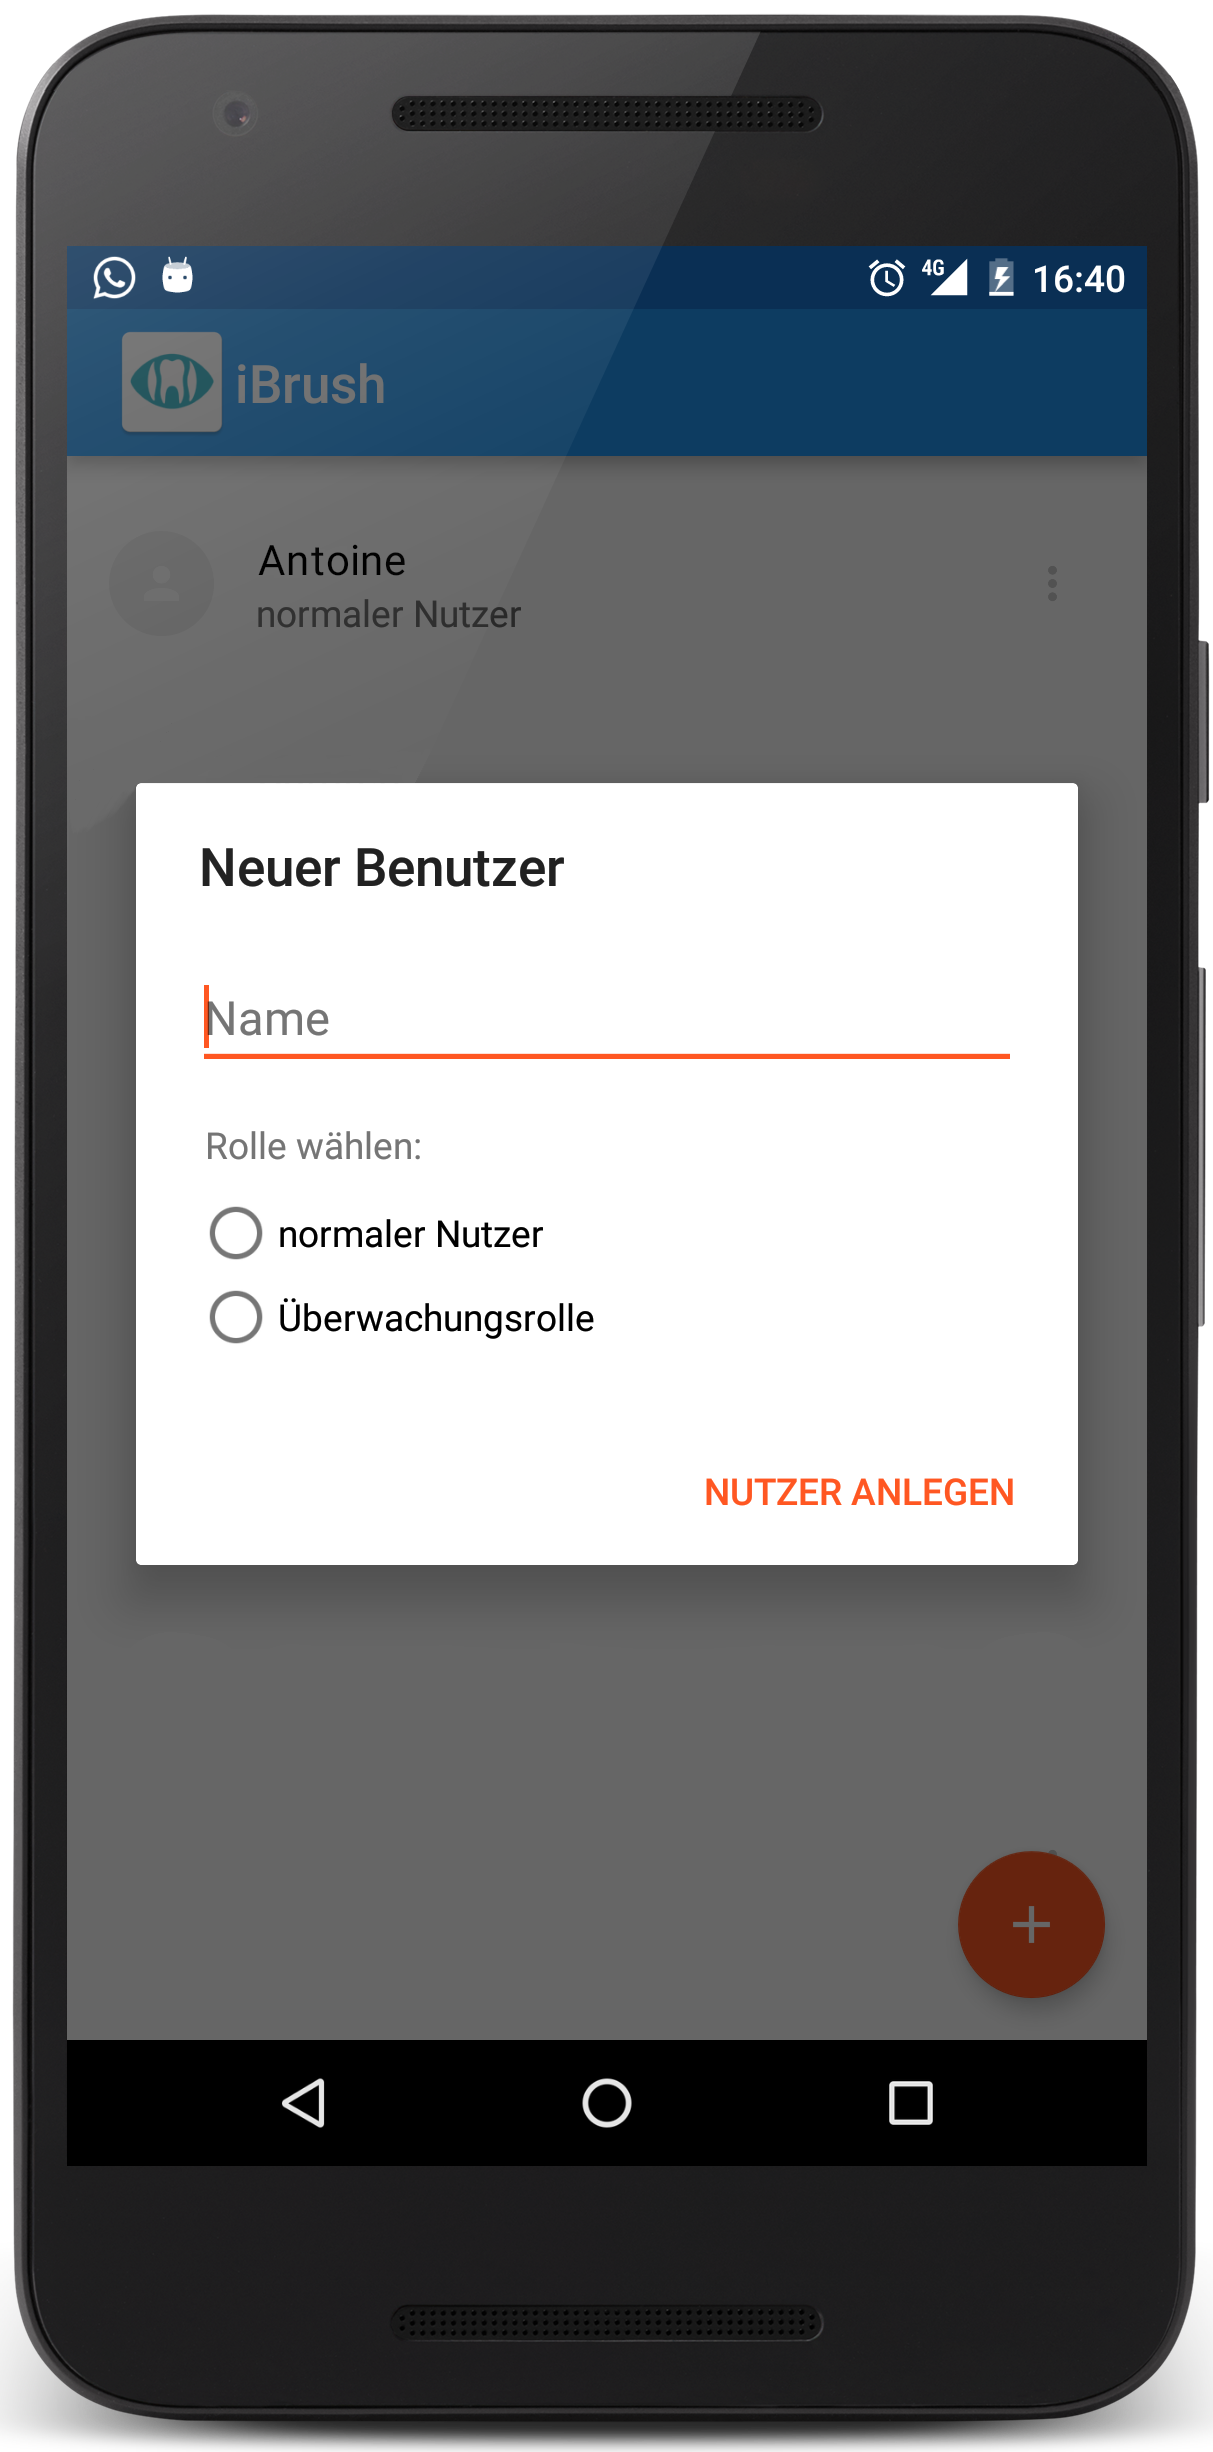 4G 16:40
iBrush
Antoine
normaler Nutzer
Neuer Benutzer
Name
Rolle wählen:
normaler Nutzer
Überwachungsrolle
NUTZER ANLEGEN